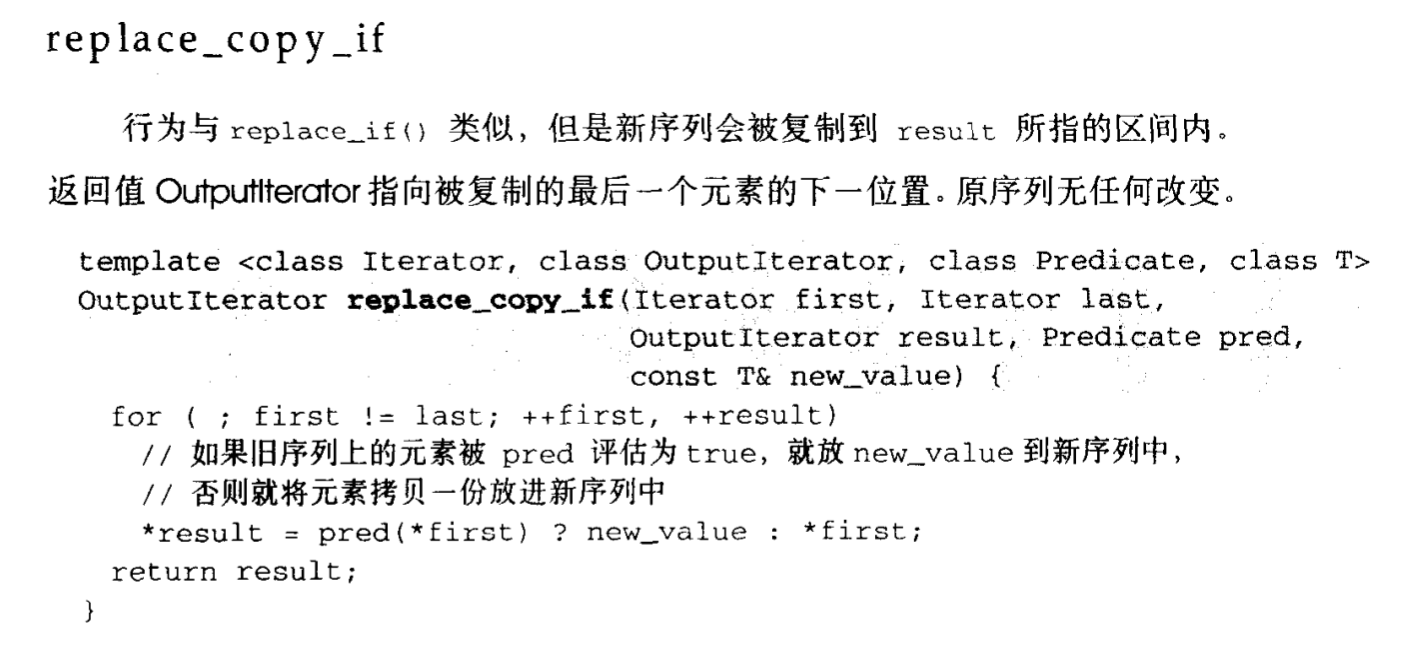 replace_copy_if
行为与 replace_if() 类似，但是新序列会被复制到 result 所指的区间内。
返回值 OutputIterator 指向被复制的最后一个元素的下一位置。原序列无任何改变。
template <class Iterator, class OutputIterator, class Predicate, class T>
OutputIterator replace_copy_if(Iterator first, Iterator last,
OutputIterator result, Predicate pred,
const T& new_value) {
for ( ; first != last; ++first, ++result)
// 如果旧序列上的元素被 pred 评估为 true，就放 new_value 到新序列中，
// 否则就将元素拷贝一份放进新序列中
*result = pred(*first) ? new_value : *first;
return result;
}